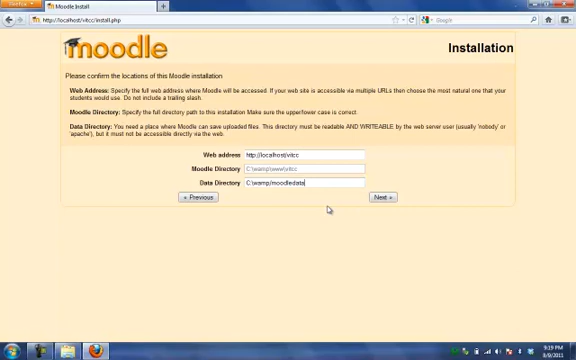 Firefox
Moodle Install
http://localhost/vitcc/install.php
Google
moodle
Installation
Please confirm the locations of this Moodle installation
Web Address: Specify the full web address where Moodle will be accessed. If your web site is accessible via multiple URLs then choose the most natural one that your
students would use. Do not include a trailing slash.
Moodle Directory: Specify the full directory path to this installation Make sure the upper/lower case is correct.
Data Directory: You need a place where Moodle can save uploaded files. This directory must be readable AND WRITEABLE by the web server user (usually 'nobody' or
'apache'), but it must not be accessible directly via the web.
Web address http://localhost/vitcc
Moodle Directory C:\wamp\www\vitcc
Data Directory C:\wamp/moodledata
« Previous Next »
9:19 PM
3/9/2011